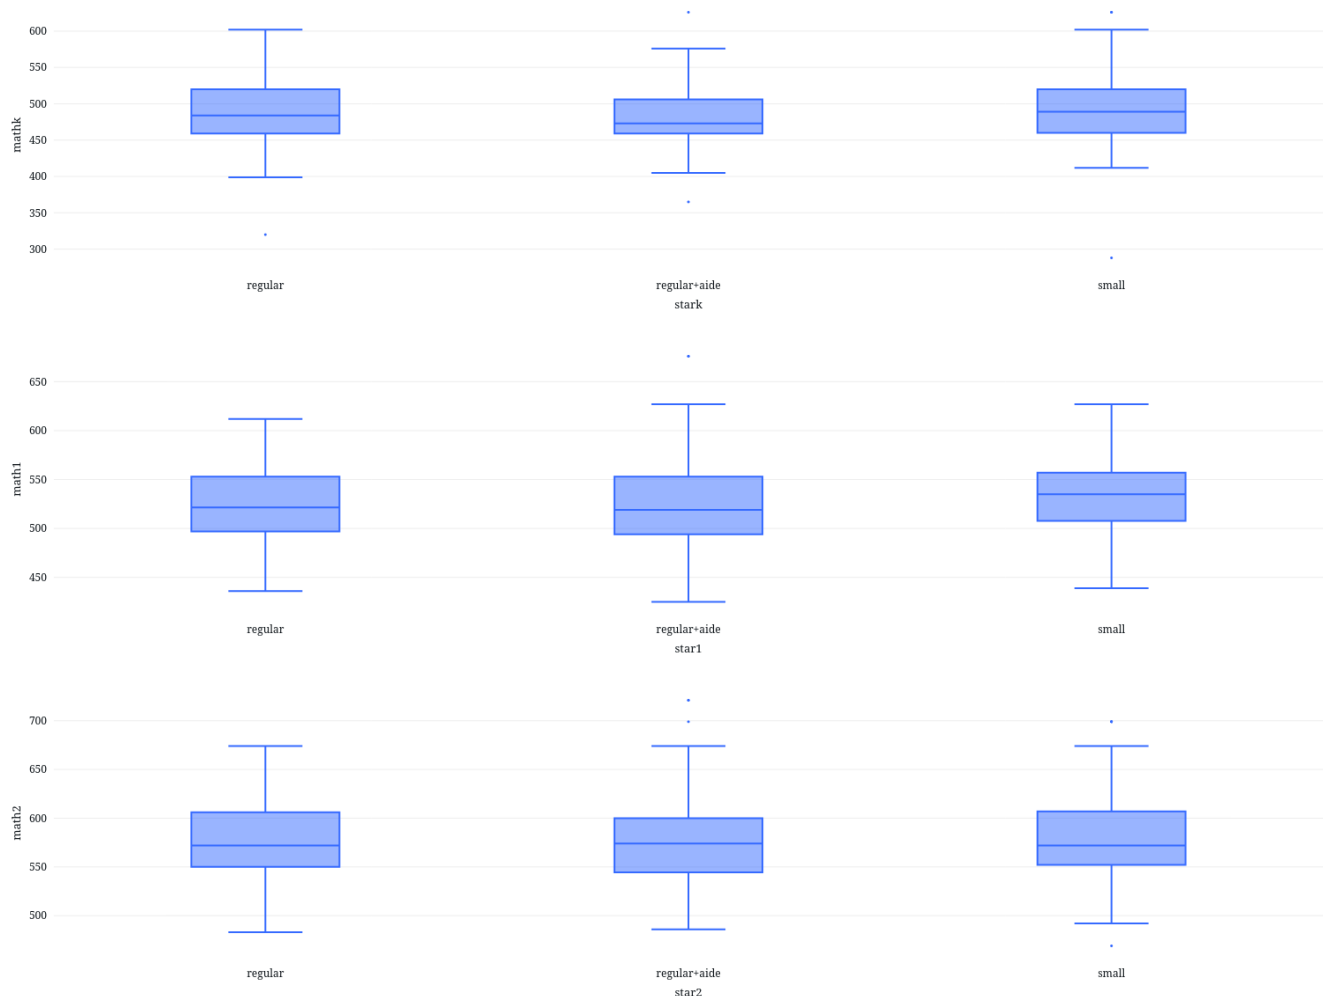 600
550
500
450
400
350
300
mathk
regular regular+aide small
stark
650
600
550
500
450
math1
regular regular+aide small
star1
700
650
600
550
500
math2
regular regular+aide small
star2